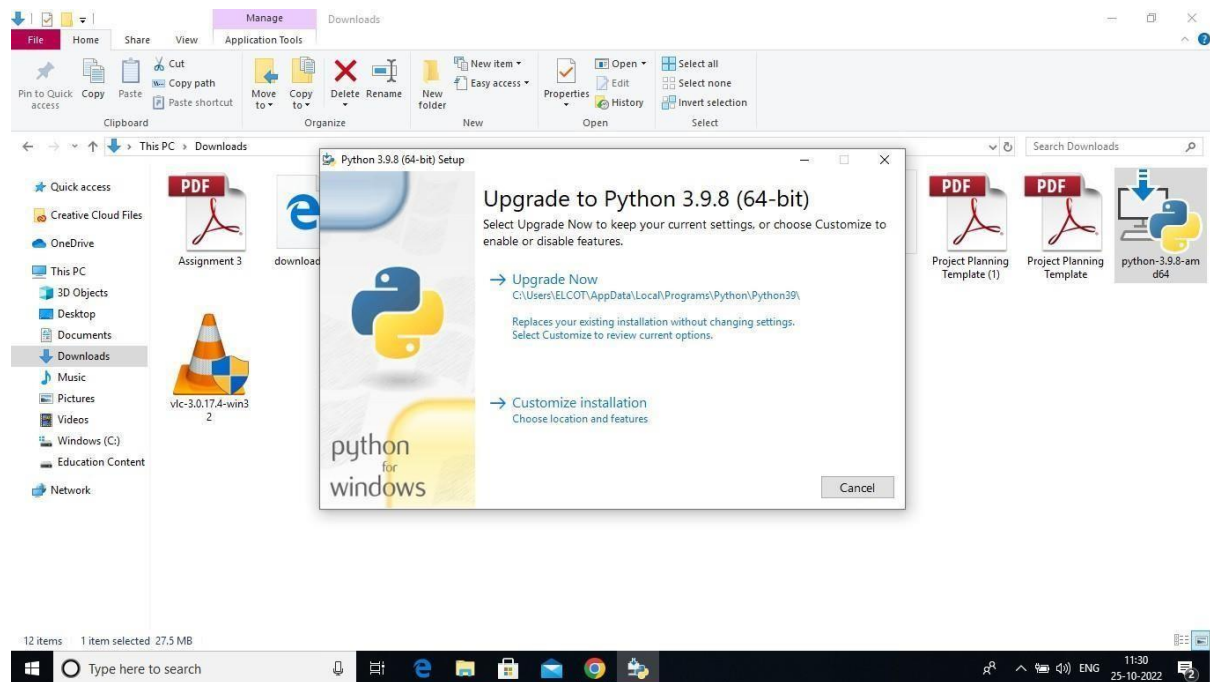 Manage
Downloads
File
Home
Share
View
Application Tools
Pin to Quick access
Copy
Paste
Cut
Copy path
Paste shortcut
Clipboard
Move to
Copy to
Delete
Rename
Organize
New folder
New item
Easy access
New
Properties
Open
Edit
History
Open
Select all
Select none
Invert selection
Select
This PC › Downloads
Search Downloads
Quick access
Creative Cloud Files
OneDrive
This PC
3D Objects
Desktop
Documents
Downloads
Music
Pictures
Videos
Windows (C:)
Education Content
Network
PDF
Assignment 3
download
vlc-3.0.17.4-win3
2
Python 3.9.8 (64-bit) Setup
Upgrade to Python 3.9.8 (64-bit)
Select Upgrade Now to keep your current settings, or choose Customize to
enable or disable features.
Upgrade Now
C:\Users\ELCOT\AppData\Local\Programs\Python\Python39\
Replaces your existing installation without changing settings.
Select Customize to review current options.
Customize installation
Choose location and features
python
for
windows
Cancel
PDF
Project Planning
Template (1)
PDF
Project Planning
Template
python-3.9.8-am
d64
12 items
1 item selected 27.5 MB
Type here to search
ENG
11:30
25-10-2022
2